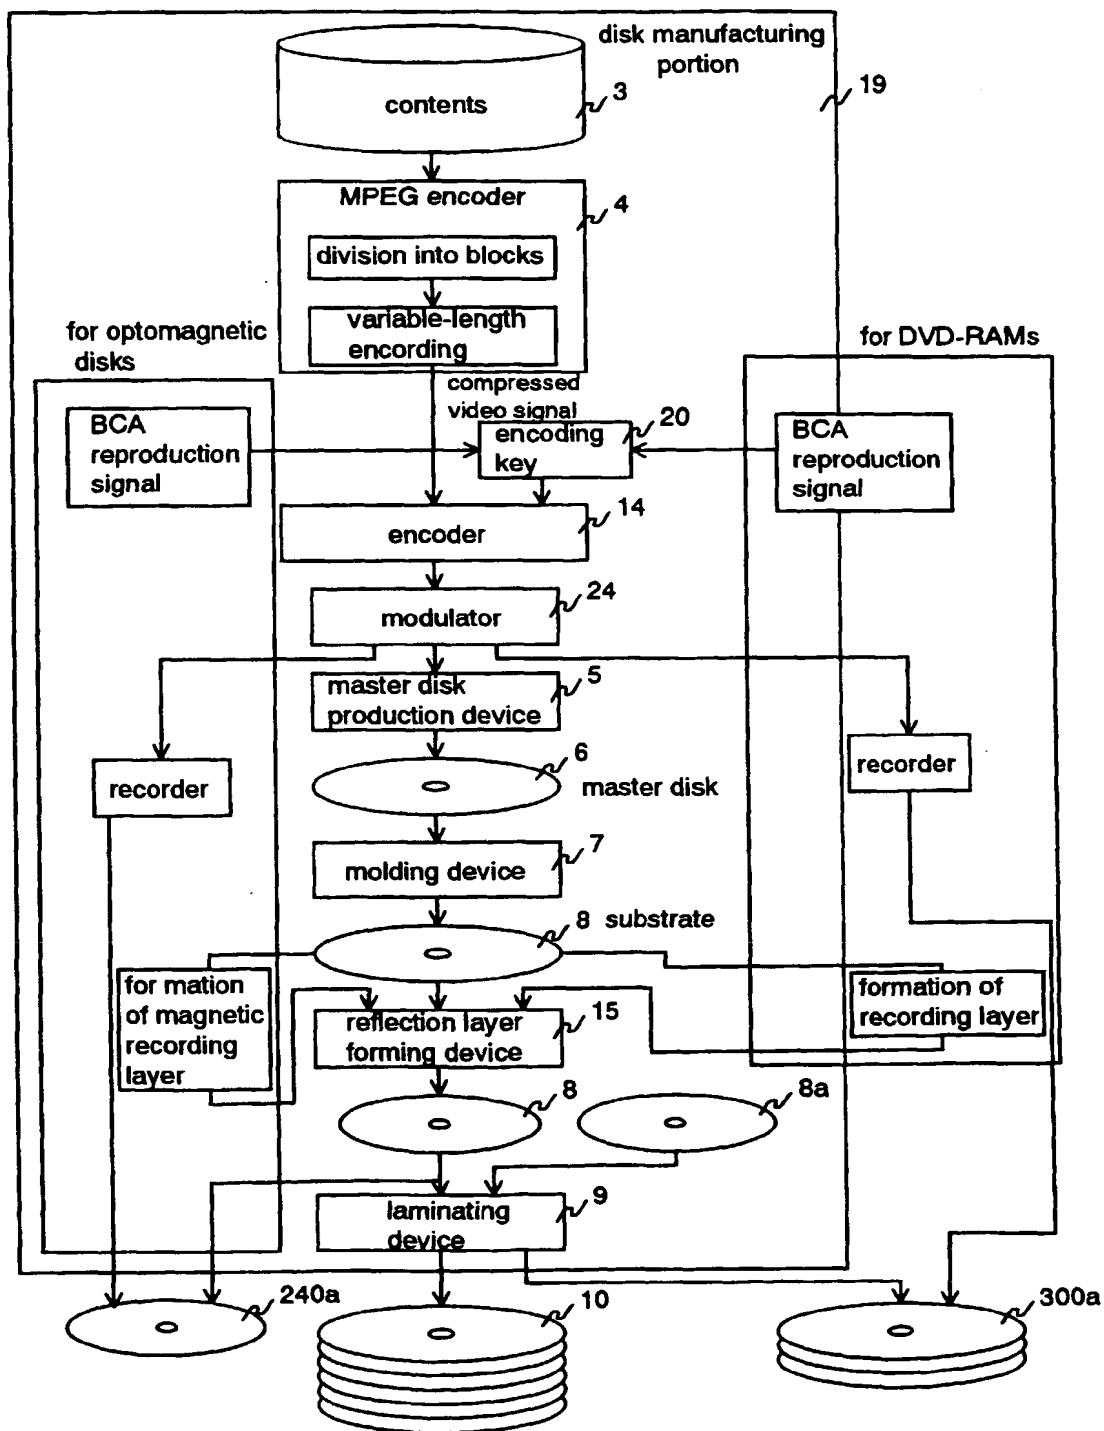 disk manufacturing
portion
19
contents
3
MPEG encoder
4
division into blocks
variable-length
encording
for optomagnetic
disks
for DVD-RAMs
compressed
video signal
BCA
reproduction
signal
encoding
key
20
BCA
reproduction
signal
encoder
14
modulator
24
master disk
production device
5
recorder
6
master disk
recorder
molding device
7
8 substrate
for mation
of magnetic
recording
layer
reflection layer
forming device
15
formation of
recording layer
8
8a
laminating
device
9
240a
10
300a